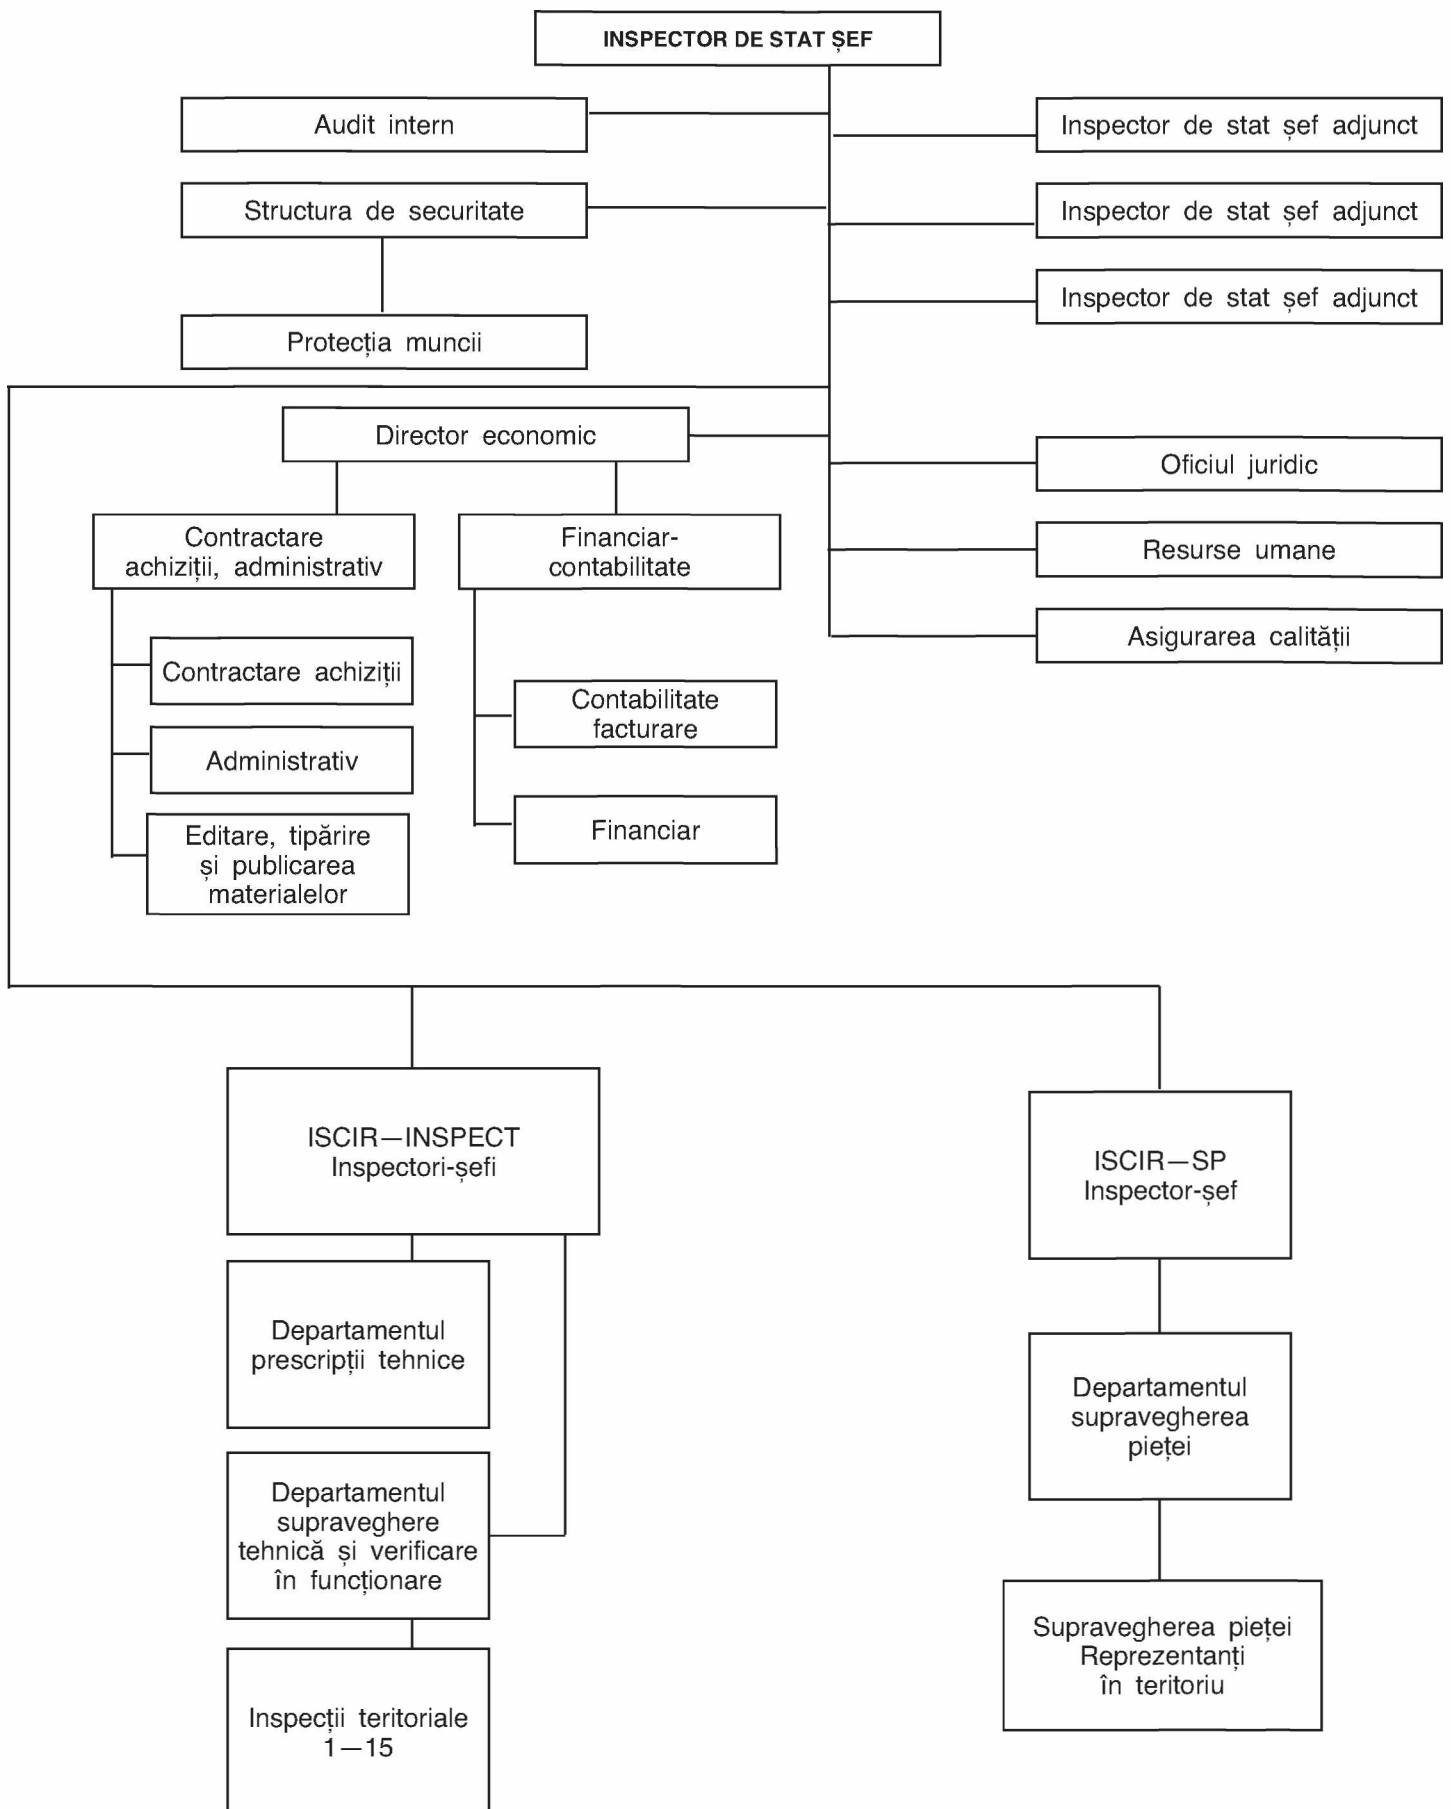 INSPECTOR DE STAT ȘEF
Audit intern
Inspector de stat șef adjunct
Structura de securitate
Inspector de stat șef adjunct
Inspector de stat șef adjunct
Protecția muncii
Director economic
Oficiul juridic
Contractare
achiziții, administrativ
Financiar-
contabilitate
Resurse umane
Asigurarea calității
Contractare achiziții
Contabilitate
facturare
Administrativ
Editare, tipărire
și publicarea
materialelor
Financiar
ISCIR—INSPECT
Inspectori-șefi
ISCIR—SP
Inspector-șef
Departamentul
prescripții tehnice
Departamentul
supravegherea
pieței
Departamentul
supraveghere
tehnică și verificare
în funcționare
Supravegherea pieței
Reprezentanți
în teritoriu
Inspecții teritoriale
1—15